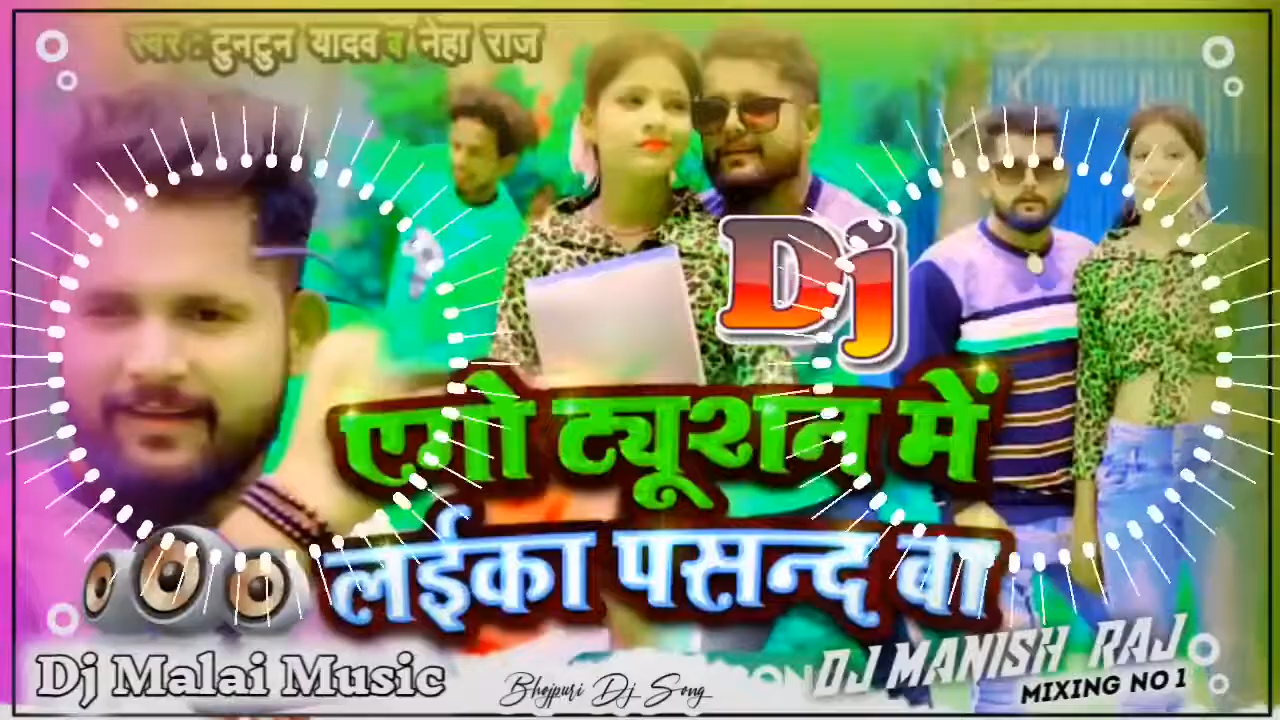 स्वर : टुनटुन यादव व नेहा राज
Dj
एगो ट्यूशन में
लईका पसन्द बा
Dj Malai Music
Bhojpuri Dj Song
DJ MANISH RAJ
MIXING NO 1